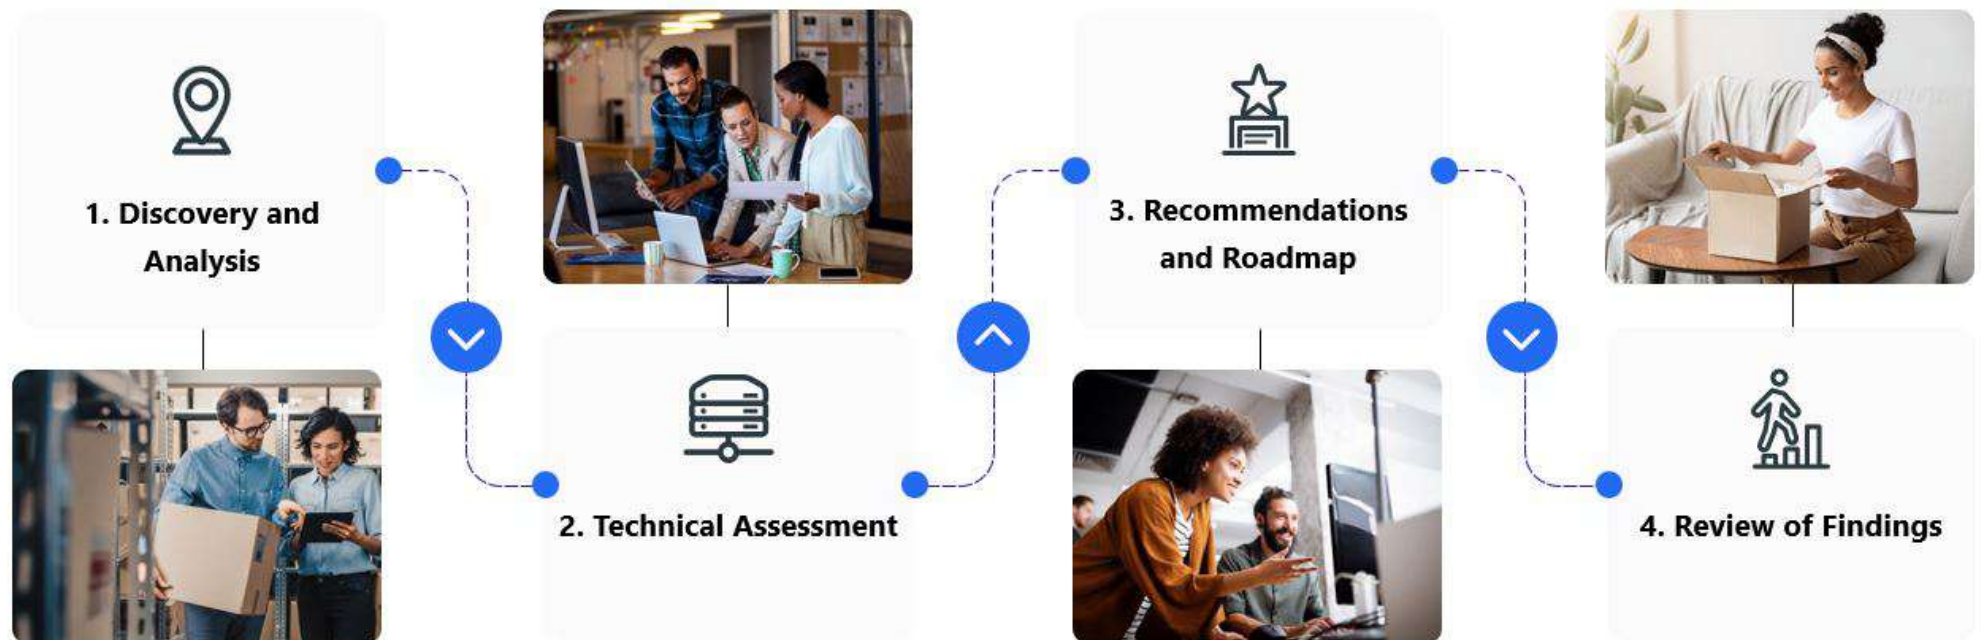 1. Discovery and
Analysis
2. Technical Assessment
3. Recommendations
and Roadmap
4. Review of Findings